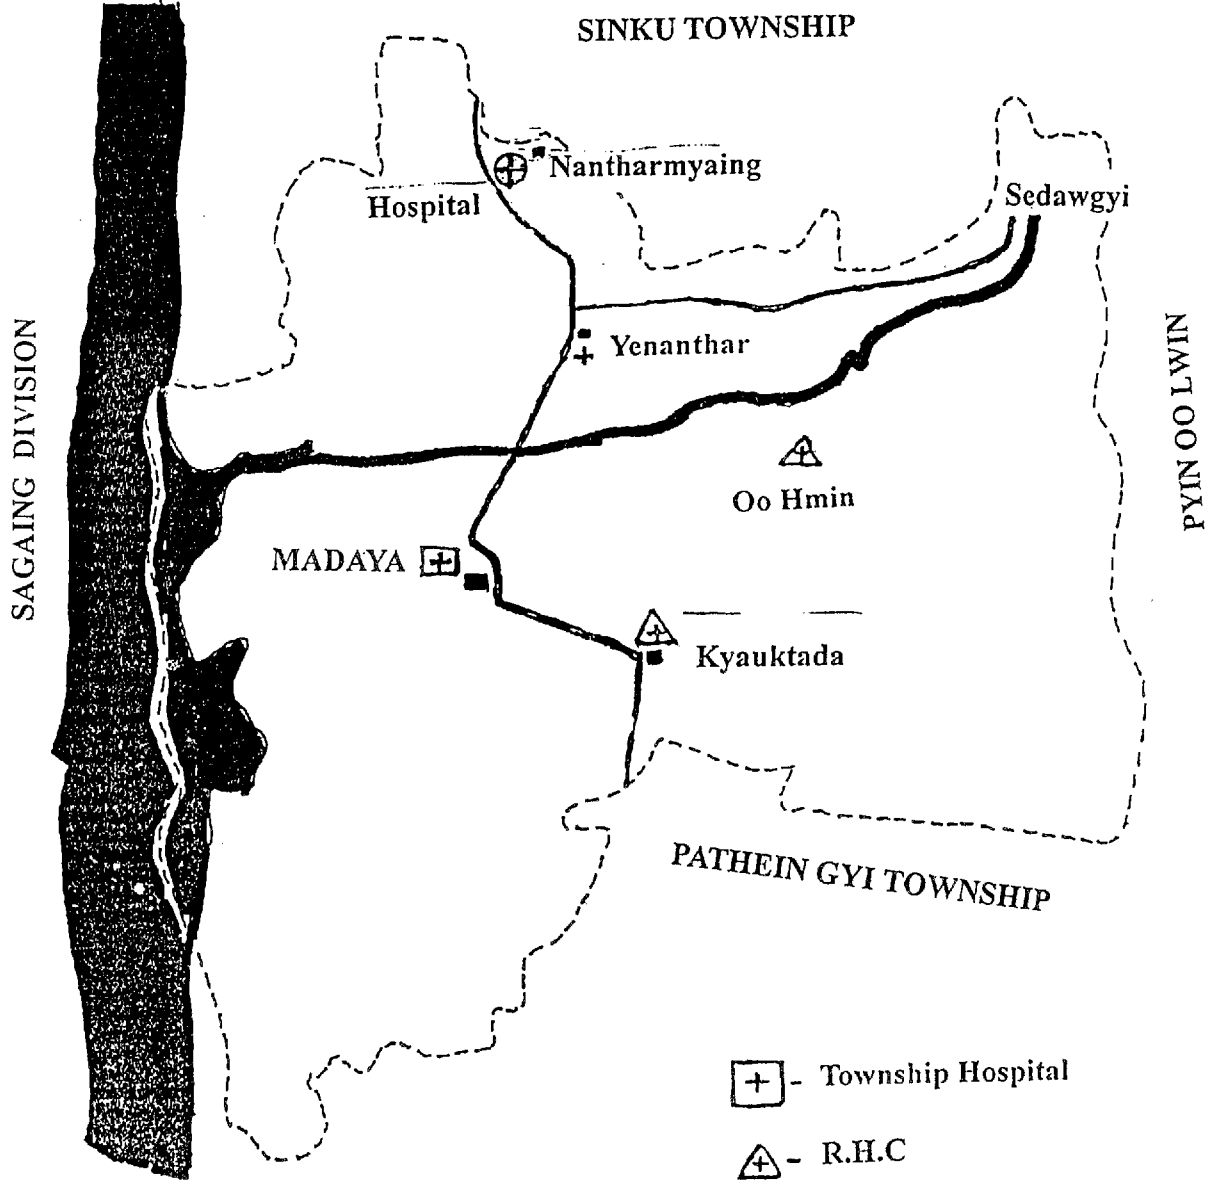 SINKU TOWNSHIP
Nantharmyaing
Hospital
Sedawgyi
Yenanthar
SAGAING DIVISION
PYIN OO LWIN
Oo Hmin
MADAYA
Kyauktada
PATHEIN GYI TOWNSHIP
- Township Hospital
- R.H.C